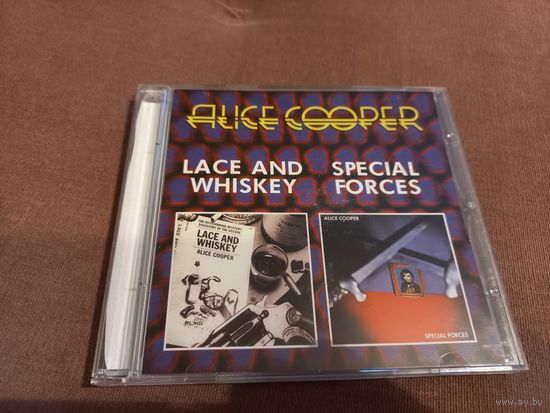 ALICE COOPER
LACE AND
WHISKEY
SPECIAL
FORCES
LACE AND
WHISKEY
ALICE COOPER
ALICE COOPER
SPECIAL FORCES
www.ay.by